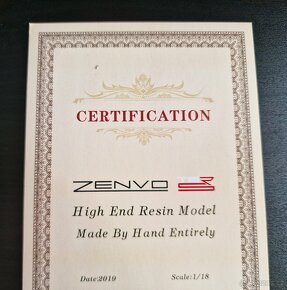 CERTIFICATION
ZENVO
High End Resin Model
Made By Hand Entirely
Date:2019 Scale:1/18